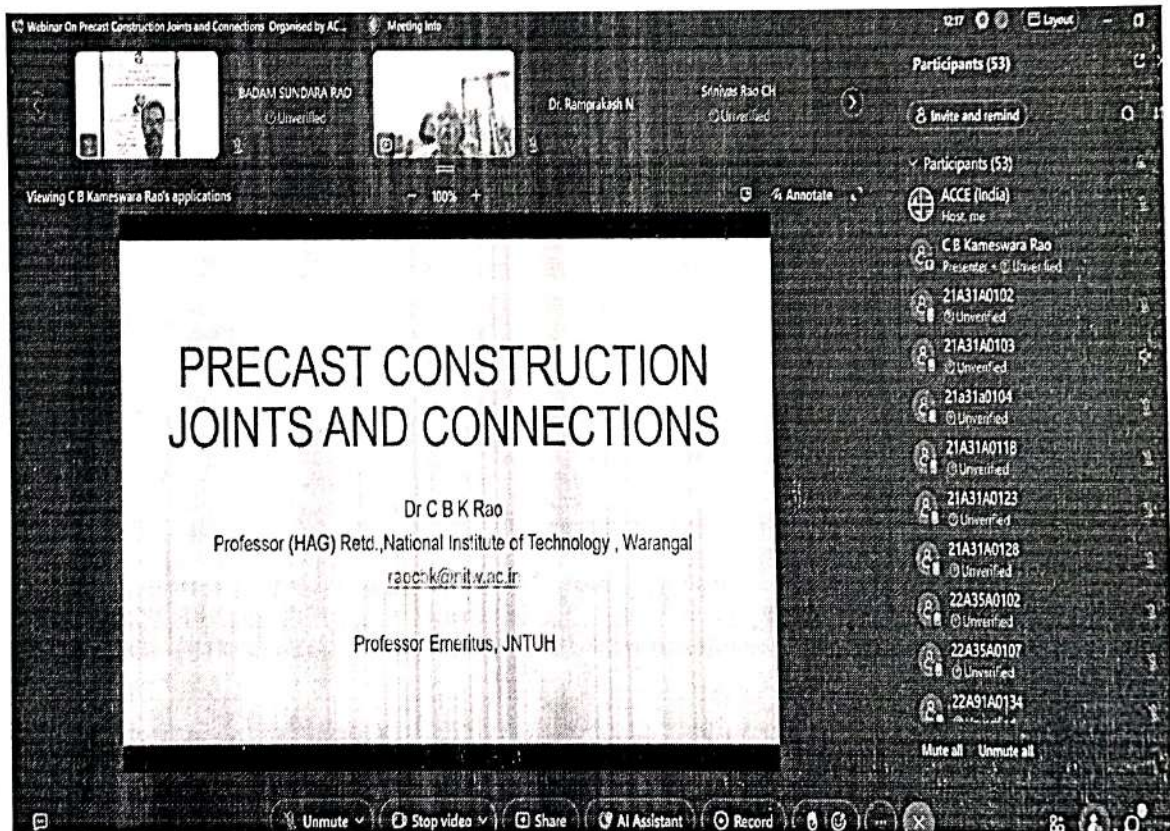 Webinar On Precast Construction Joints and Connections Organised by AC...
Meeting Info
12:17
Layout
BADAM SUNDARA RAO
Unverified
Dr. Ramprakash N
Srinivas Rao CH
Unverified
Viewing C B Kameswara Rao's applications
100%
Annotate
PRECAST CONSTRUCTION
JOINTS AND CONNECTIONS
Dr C B K Rao
Professor (HAG) Retd.,National Institute of Technology , Warangal
Professor Emeritus, JNTUH
Participants (53)
Invite and remind
Participants (53)
ACCE (India)
Host, me
C B Kameswara Rao
Presenter • Unverified
21A31A0102
Unverified
21A31A0103
Unverified
21a31a0104
Unverified
21A31A0118
Unverified
21A31A0123
Unverified
21A31A0128
Unverified
22A35A0102
Unverified
22A35A0107
Unverified
22A91A0134
Mute all Unmute all
Unmute
Stop video
Share
AI Assistant
Record